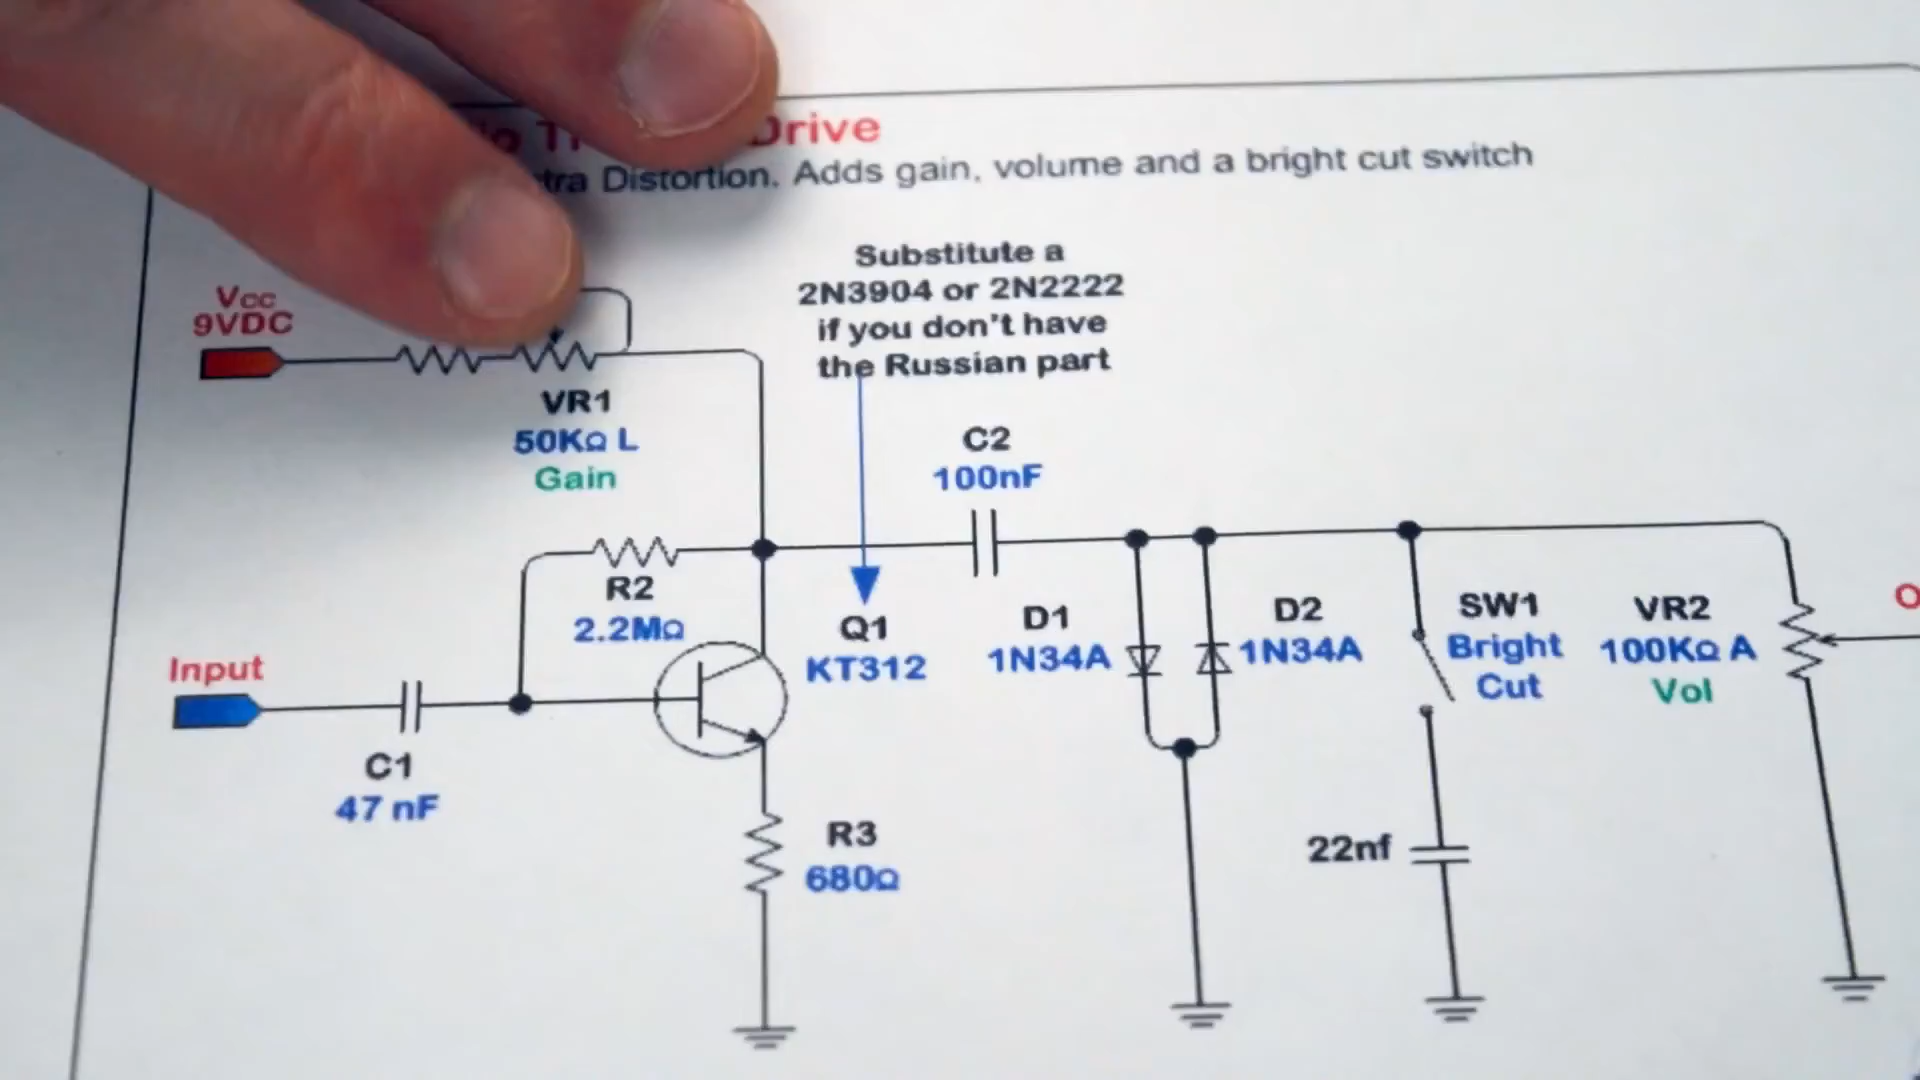 Drive
Distortion. Adds gain, volume and a bright cut switch
Substitute a
2N3904 or 2N2222
if you don't have
the Russian part
Vcc
9VDC
VR1
50KΩ L
Gain
C2
100nF
R2
2.2MΩ
Q1
KT312
D1
1N34A
D2
1N34A
SW1
Bright
Cut
VR2
100KΩ A
Vol
Input
C1
47 nF
R3
680Ω
22nf